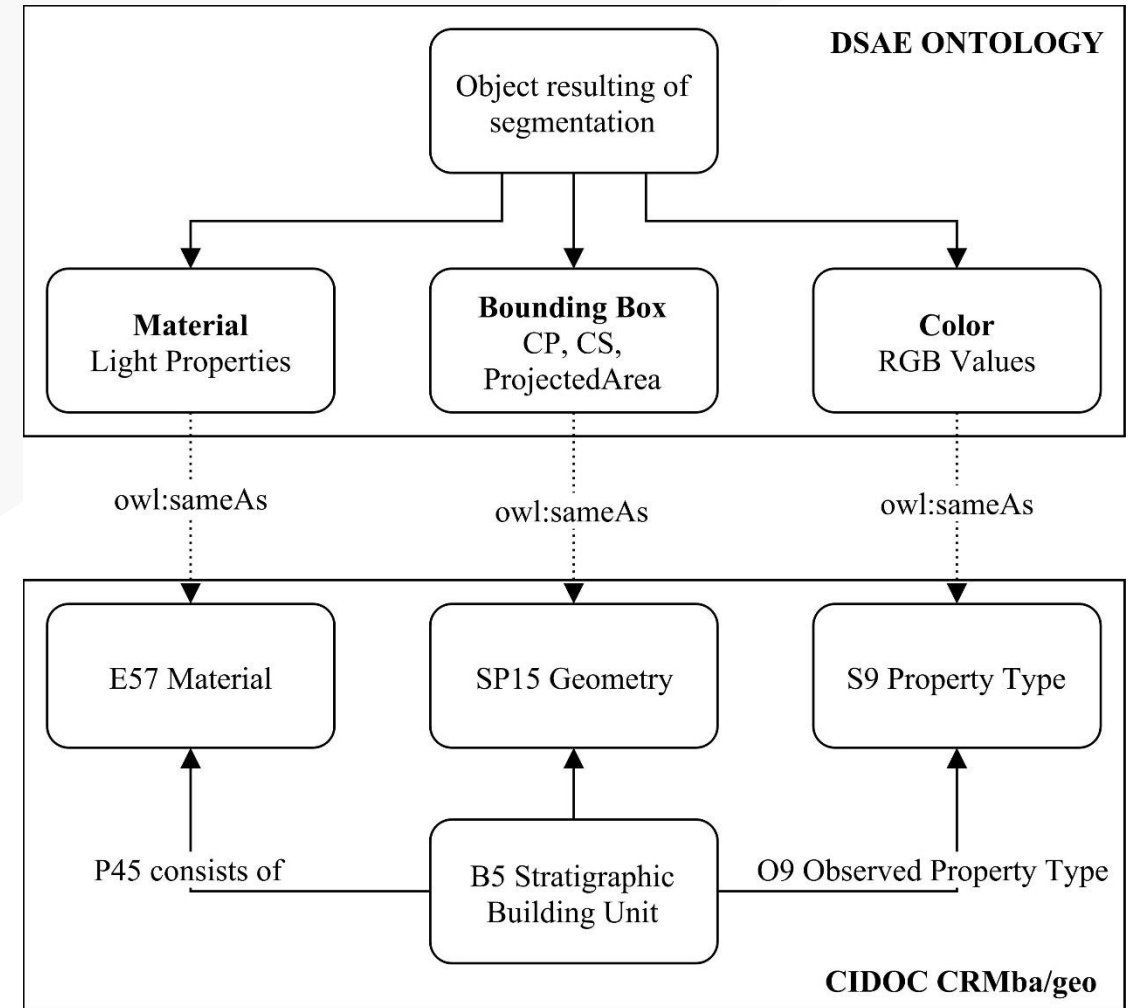 DSAE ONTOLOGY
Object resulting of
segmentation
Material
Light Properties
Bounding Box
CP, CS,
ProjectedArea
Color
RGB Values
owl:sameAs
owl:sameAs
owl:sameAs
E57 Material
SP15 Geometry
S9 Property Type
P45 consists of
B5 Stratigraphic
Building Unit
O9 Observed Property Type
CIDOC CRMba/geo